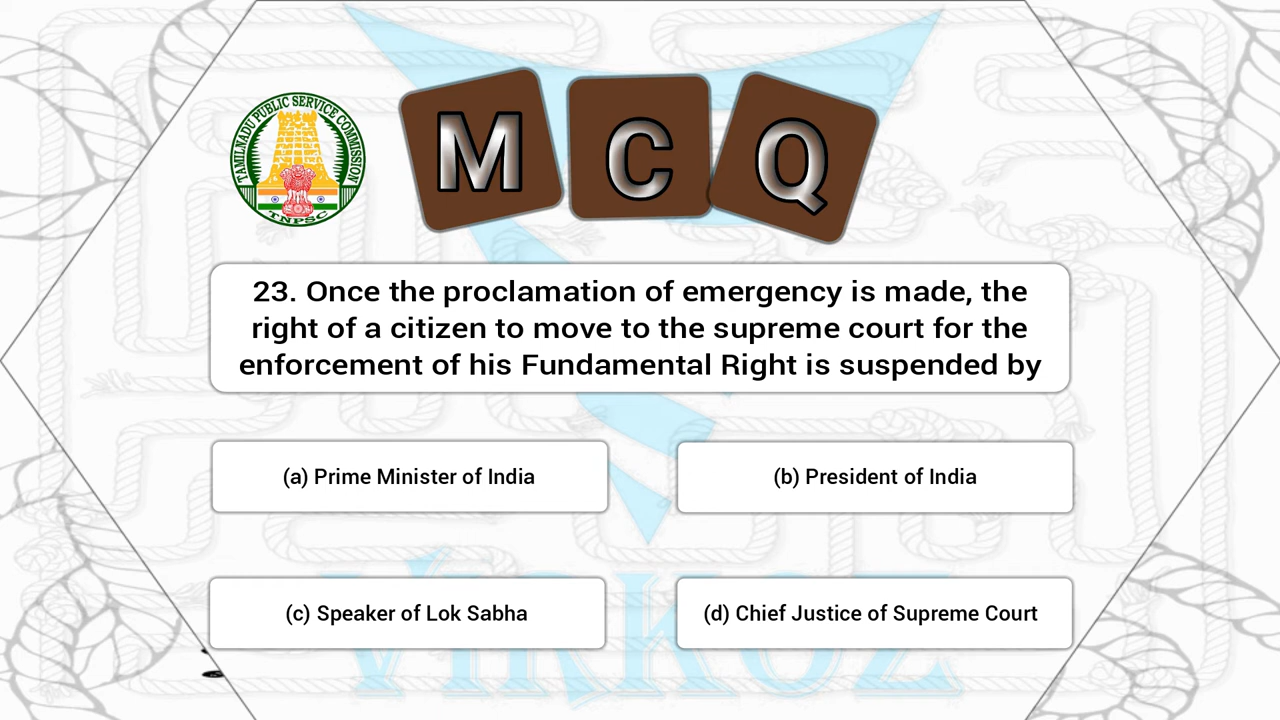 TAMILNADU PUBLIC SERVICE COMMISSION
TNPSC
M C Q
23. Once the proclamation of emergency is made, the
right of a citizen to move to the supreme court for the
enforcement of his Fundamental Right is suspended by
(a) Prime Minister of India
(b) President of India
(c) Speaker of Lok Sabha
(d) Chief Justice of Supreme Court
VIRKOZ